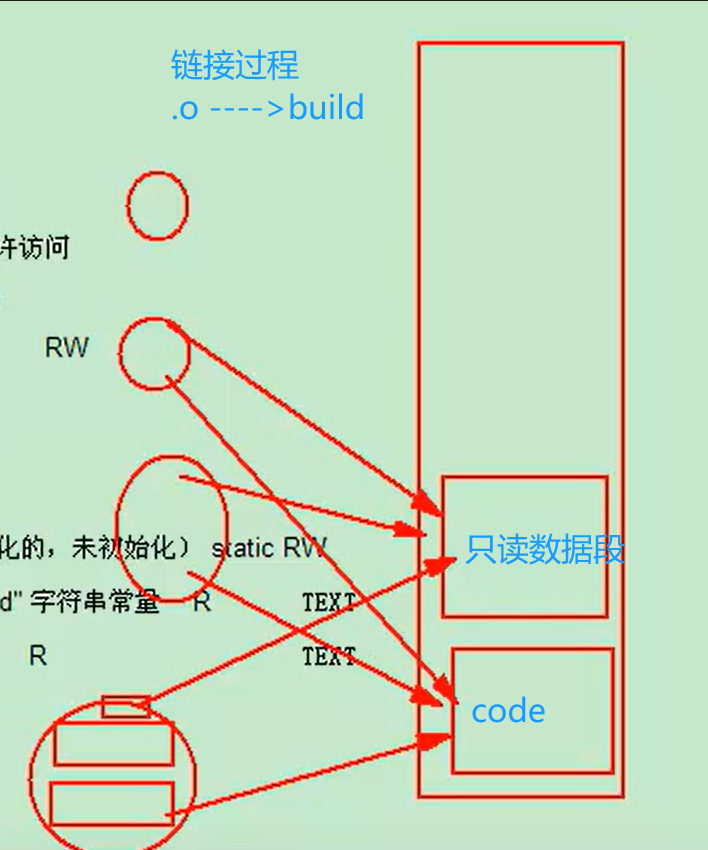 链接过程
.o ---->build
许访问
RW
化的，未初始化） static RW
只读数据段
d" 字符串常量 R TEXT
R TEXT
code